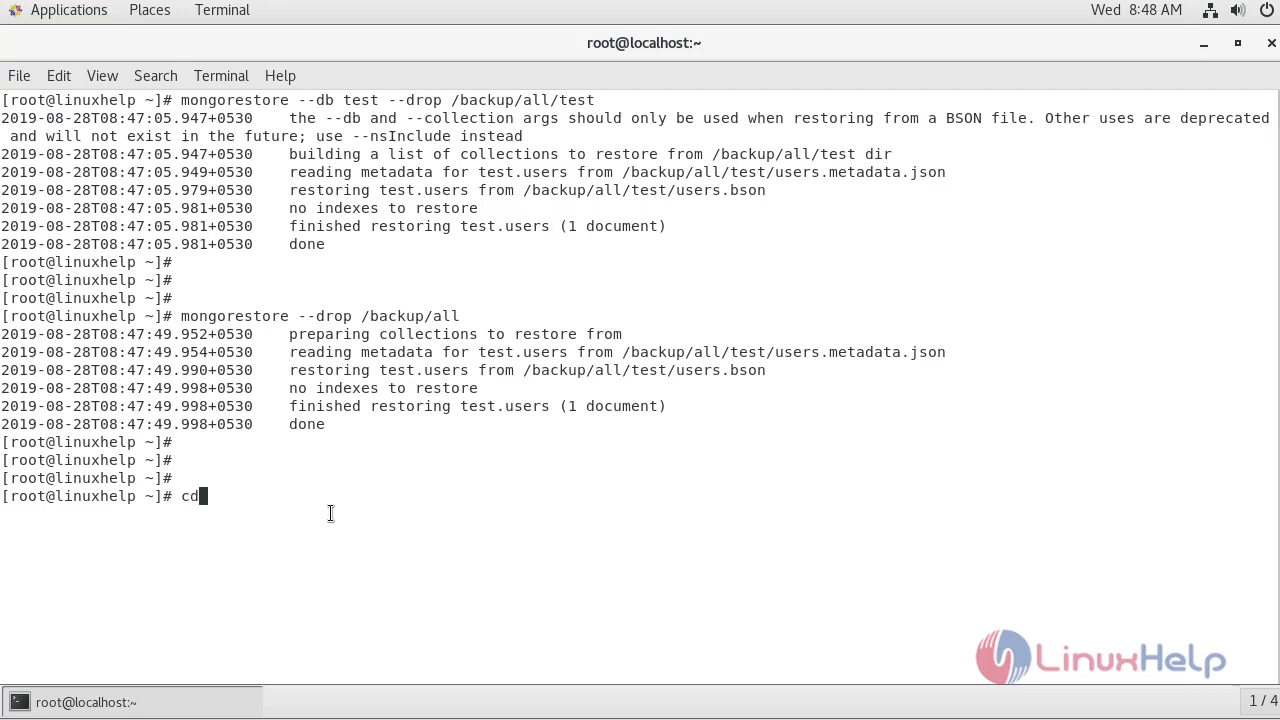 Applications Places Terminal Wed 8:48 AM
root@localhost:~
File Edit View Search Terminal Help
[root@linuxhelp ~]# mongorestore --db test --drop /backup/all/test
2019-08-28T08:47:05.947+0530    the --db and --collection args should only be used when restoring from a BSON file. Other uses are deprecated
 and will not exist in the future; use --nsInclude instead
2019-08-28T08:47:05.947+0530    building a list of collections to restore from /backup/all/test dir
2019-08-28T08:47:05.949+0530    reading metadata for test.users from /backup/all/test/users.metadata.json
2019-08-28T08:47:05.979+0530    restoring test.users from /backup/all/test/users.bson
2019-08-28T08:47:05.981+0530    no indexes to restore
2019-08-28T08:47:05.981+0530    finished restoring test.users (1 document)
2019-08-28T08:47:05.981+0530    done
[root@linuxhelp ~]#
[root@linuxhelp ~]#
[root@linuxhelp ~]#
[root@linuxhelp ~]# mongorestore --drop /backup/all
2019-08-28T08:47:49.952+0530    preparing collections to restore from
2019-08-28T08:47:49.954+0530    reading metadata for test.users from /backup/all/test/users.metadata.json
2019-08-28T08:47:49.990+0530    restoring test.users from /backup/all/test/users.bson
2019-08-28T08:47:49.998+0530    no indexes to restore
2019-08-28T08:47:49.998+0530    finished restoring test.users (1 document)
2019-08-28T08:47:49.998+0530    done
[root@linuxhelp ~]#
[root@linuxhelp ~]#
[root@linuxhelp ~]#
[root@linuxhelp ~]# cd
LinuxHelp
root@localhost:~ 1 / 4